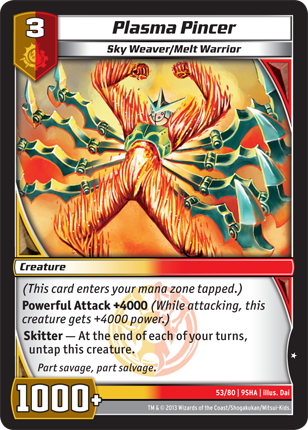 3
Plasma Pincer
Sky Weaver/Melt Warrior
Creature
(This card enters your mana zone tapped.)
Powerful Attack +4000 (While attacking, this
creature gets +4000 power.)
Skitter — At the end of each of your turns,
untap this creature.
Part savage, part salvage.
1000+
53/80 | 9SHA | Illus. Dai
TM & © 2013 Wizards of the Coast/Shogakukan/Mitsui-Kids.